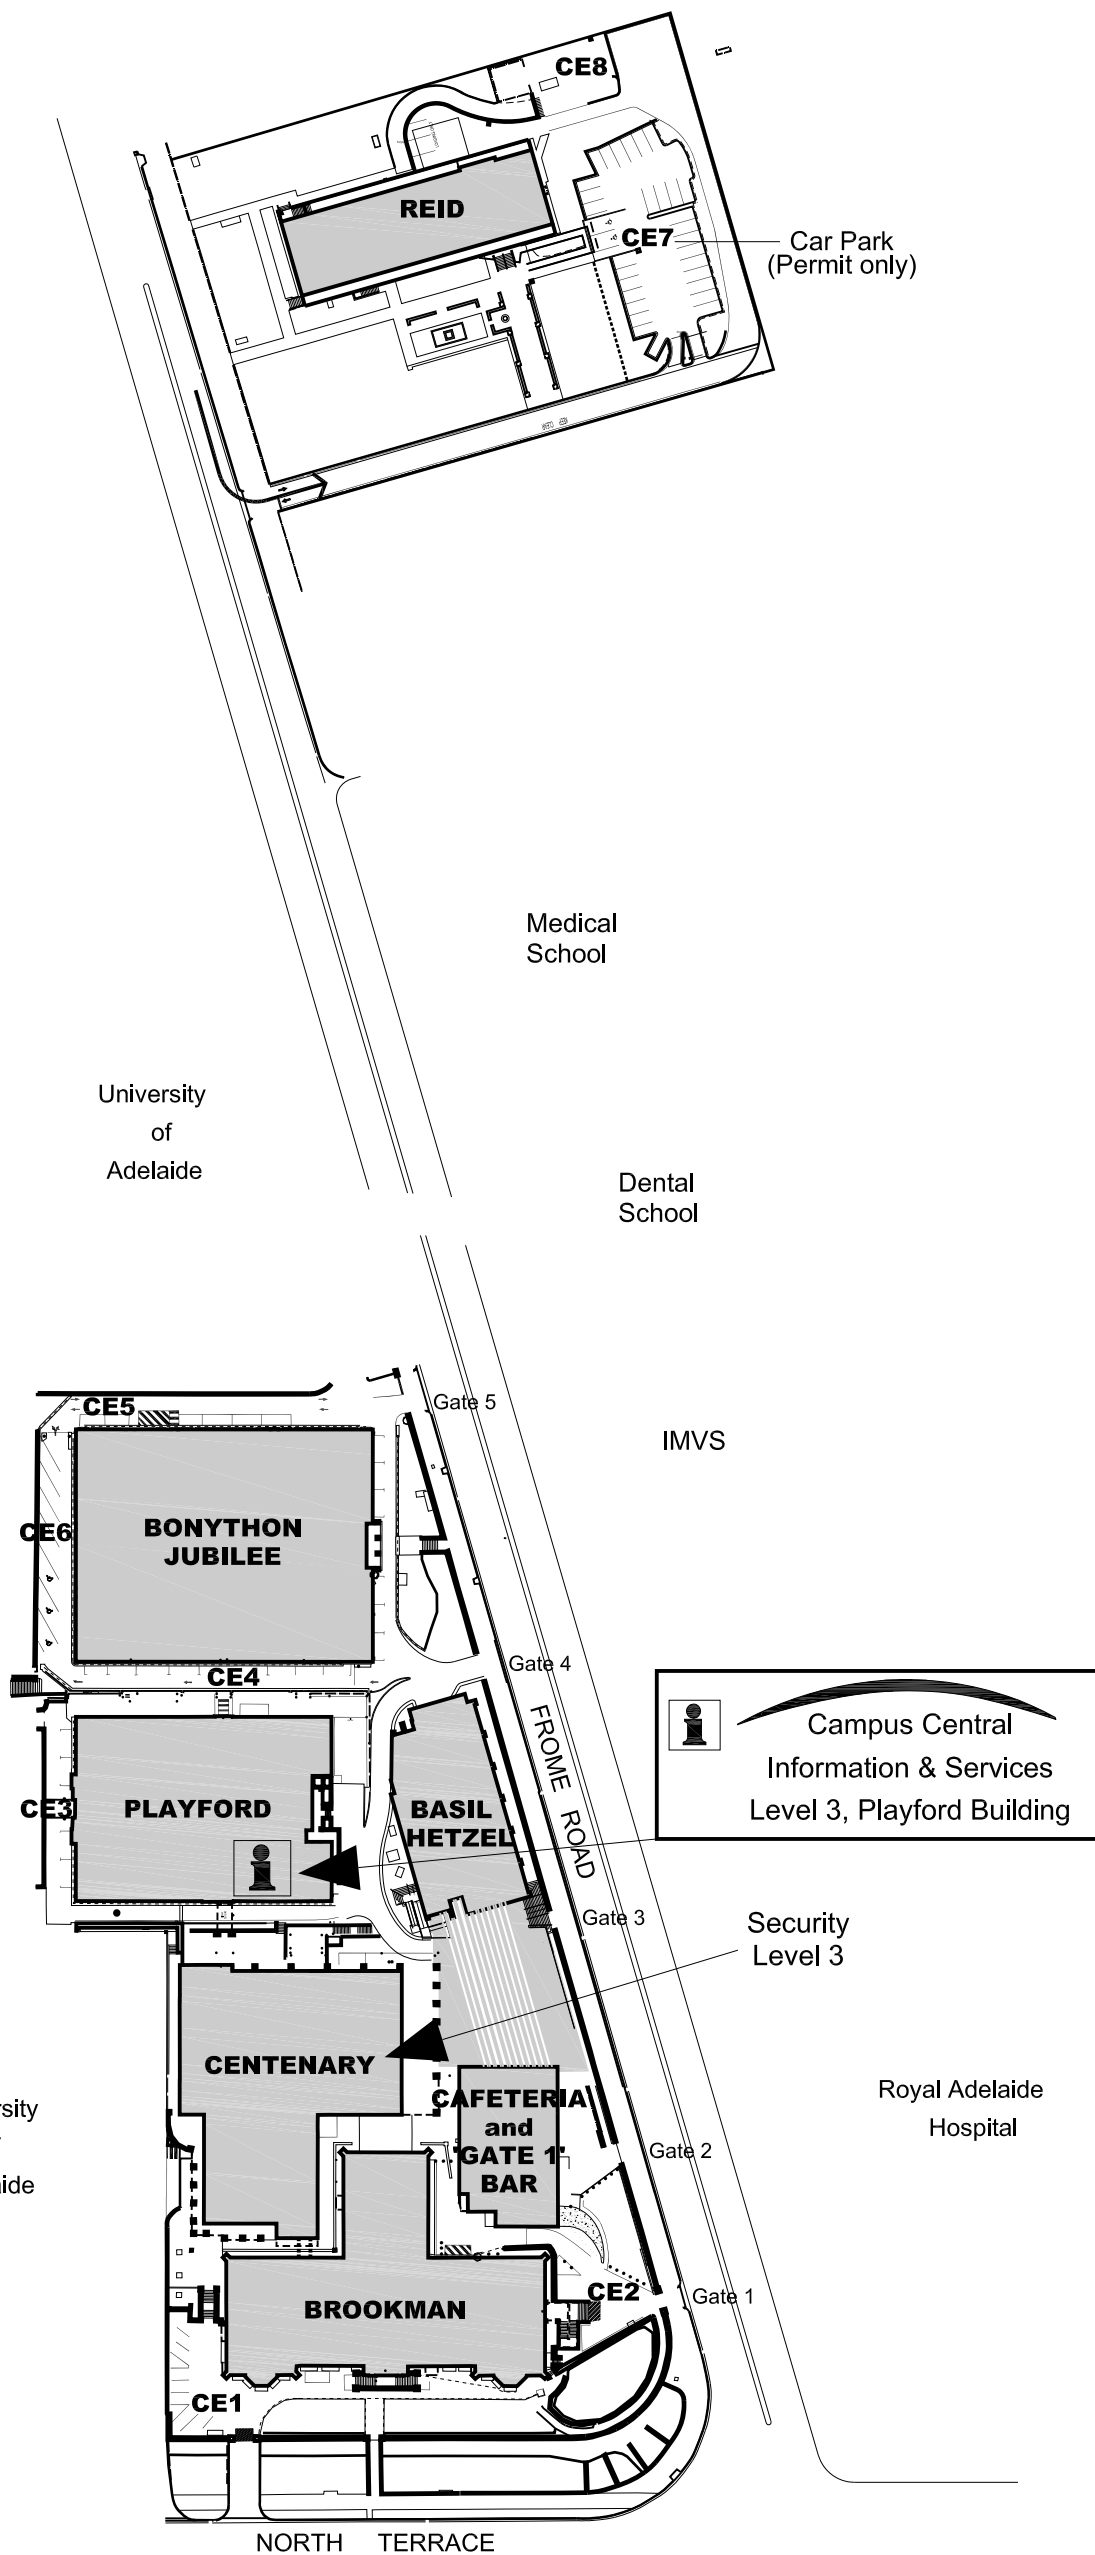 CE8
REID
CE7
Car Park
(Permit only)
Medical
School
University
of
Adelaide
Dental
School
CE5
Gate 5
IMVS
BONYTHON
JUBILEE
CE6
CE4
Gate 4
FROME ROAD
Campus Central
Information & Services
Level 3, Playford Building
CE3
PLAYFORD
BASIL
HETZEL
Gate 3
Security
Level 3
CENTENARY
CAFETERIA
and
'GATE 1'
BAR
Royal Adelaide
Hospital
rsity
ide
Gate 2
CE2
Gate 1
BROOKMAN
CE1
NORTH TERRACE